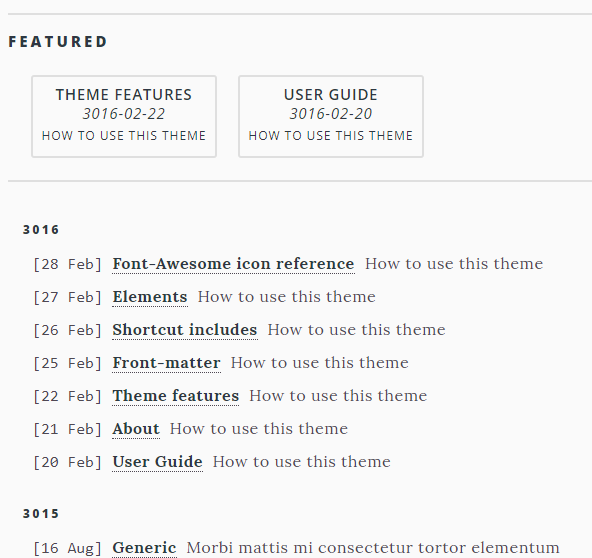 FEATURED
THEME FEATURES
3016-02-22
HOW TO USE THIS THEME
USER GUIDE
3016-02-20
HOW TO USE THIS THEME
3016
[28 Feb] Font-Awesome icon reference How to use this theme
[27 Feb] Elements How to use this theme
[26 Feb] Shortcut includes How to use this theme
[25 Feb] Front-matter How to use this theme
[22 Feb] Theme features How to use this theme
[21 Feb] About How to use this theme
[20 Feb] User Guide How to use this theme
3015
[16 Aug] Generic Morbi mattis mi consectetur tortor elementum